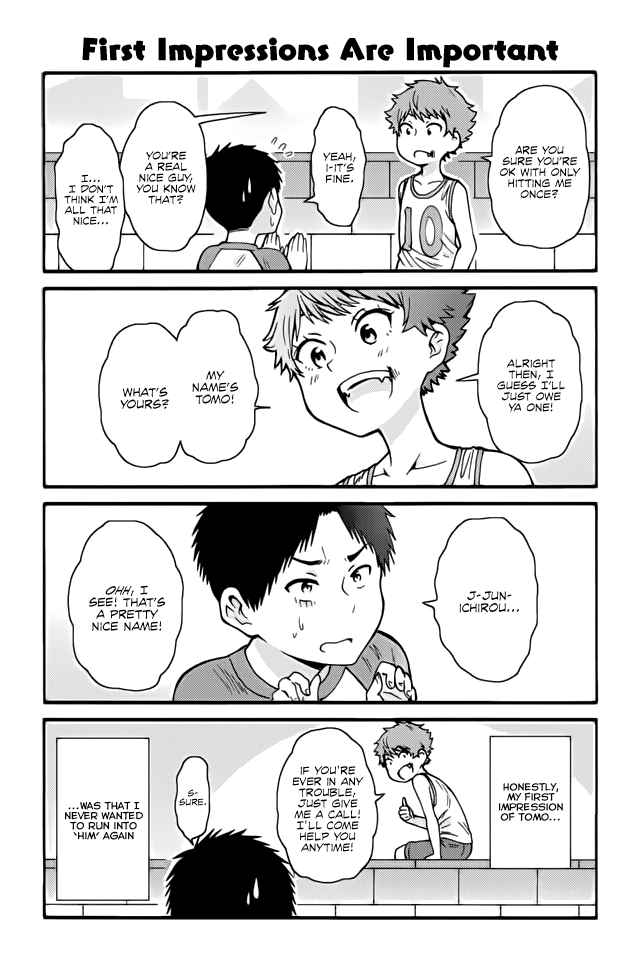 First Impressions Are Important
ARE YOU
SURE YOU'RE
OK WITH ONLY
HITTING ME
ONCE?
10
YEAH,
I-IT'S
FINE.
YOU'RE
A REAL
NICE GUY,
YOU KNOW
THAT?
I...
I DON'T
THINK I'M
ALL THAT
NICE...
ALRIGHT
THEN, I
GUESS I'LL
JUST OWE
YA ONE!
MY
NAME'S
TOMO!
WHAT'S
YOURS?
J-JUN-
ICHIROU...
OHH, I
SEE! THAT'S
A PRETTY
NICE NAME!
HONESTLY,
MY FIRST
IMPRESSION
OF TOMO...
IF YOU'RE
EVER IN ANY
TROUBLE,
JUST GIVE
ME A CALL!
I'LL COME
HELP YOU
ANYTIME!
S-
SURE.
...WAS THAT I
NEVER WANTED
TO RUN INTO
'HIM' AGAIN